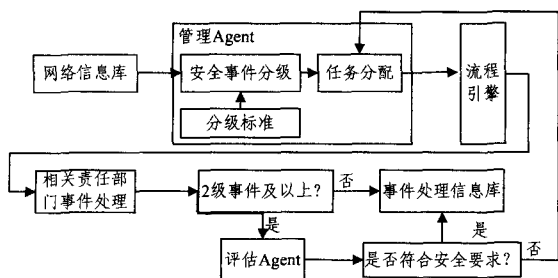 管理Agent
网络信息库
安全事件分级
任务分配
流程
引擎
分级标准
相关责任部
门事件处理
2级事件及以上?
否
事件处理信息库
是
是
评估Agent
是否符合安全要求?
否